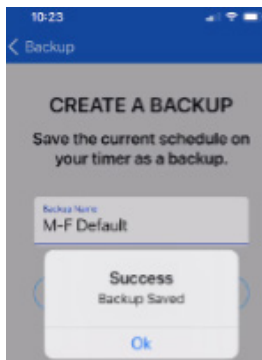 10:23
Backup
CREATE A BACKUP
Save the current schedule on
your timer as a backup.
Backup Name
M-F Default
Success
Backup Saved
Ok